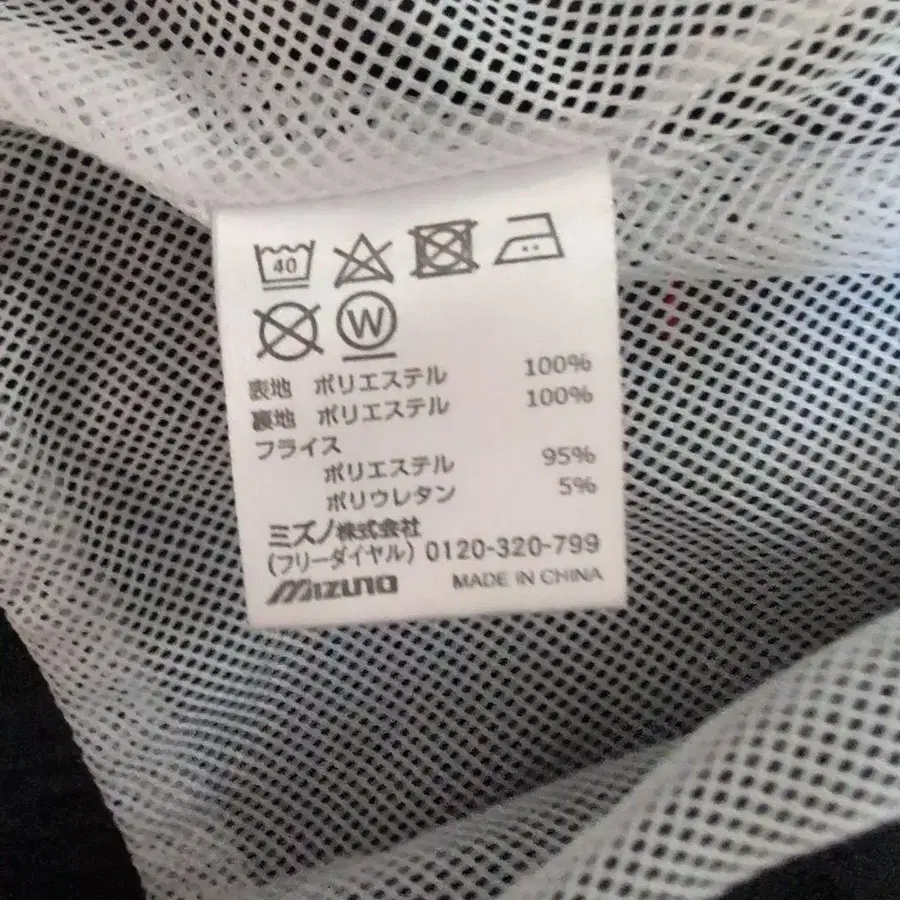 40
W
表地 ポリエステル 100%
裏地 ポリエステル 100%
フライス
ポリエステル 95%
ポリウレタン 5%
ミズノ株式会社
(フリーダイヤル) 0120-320-799
MIZUNO MADE IN CHINA